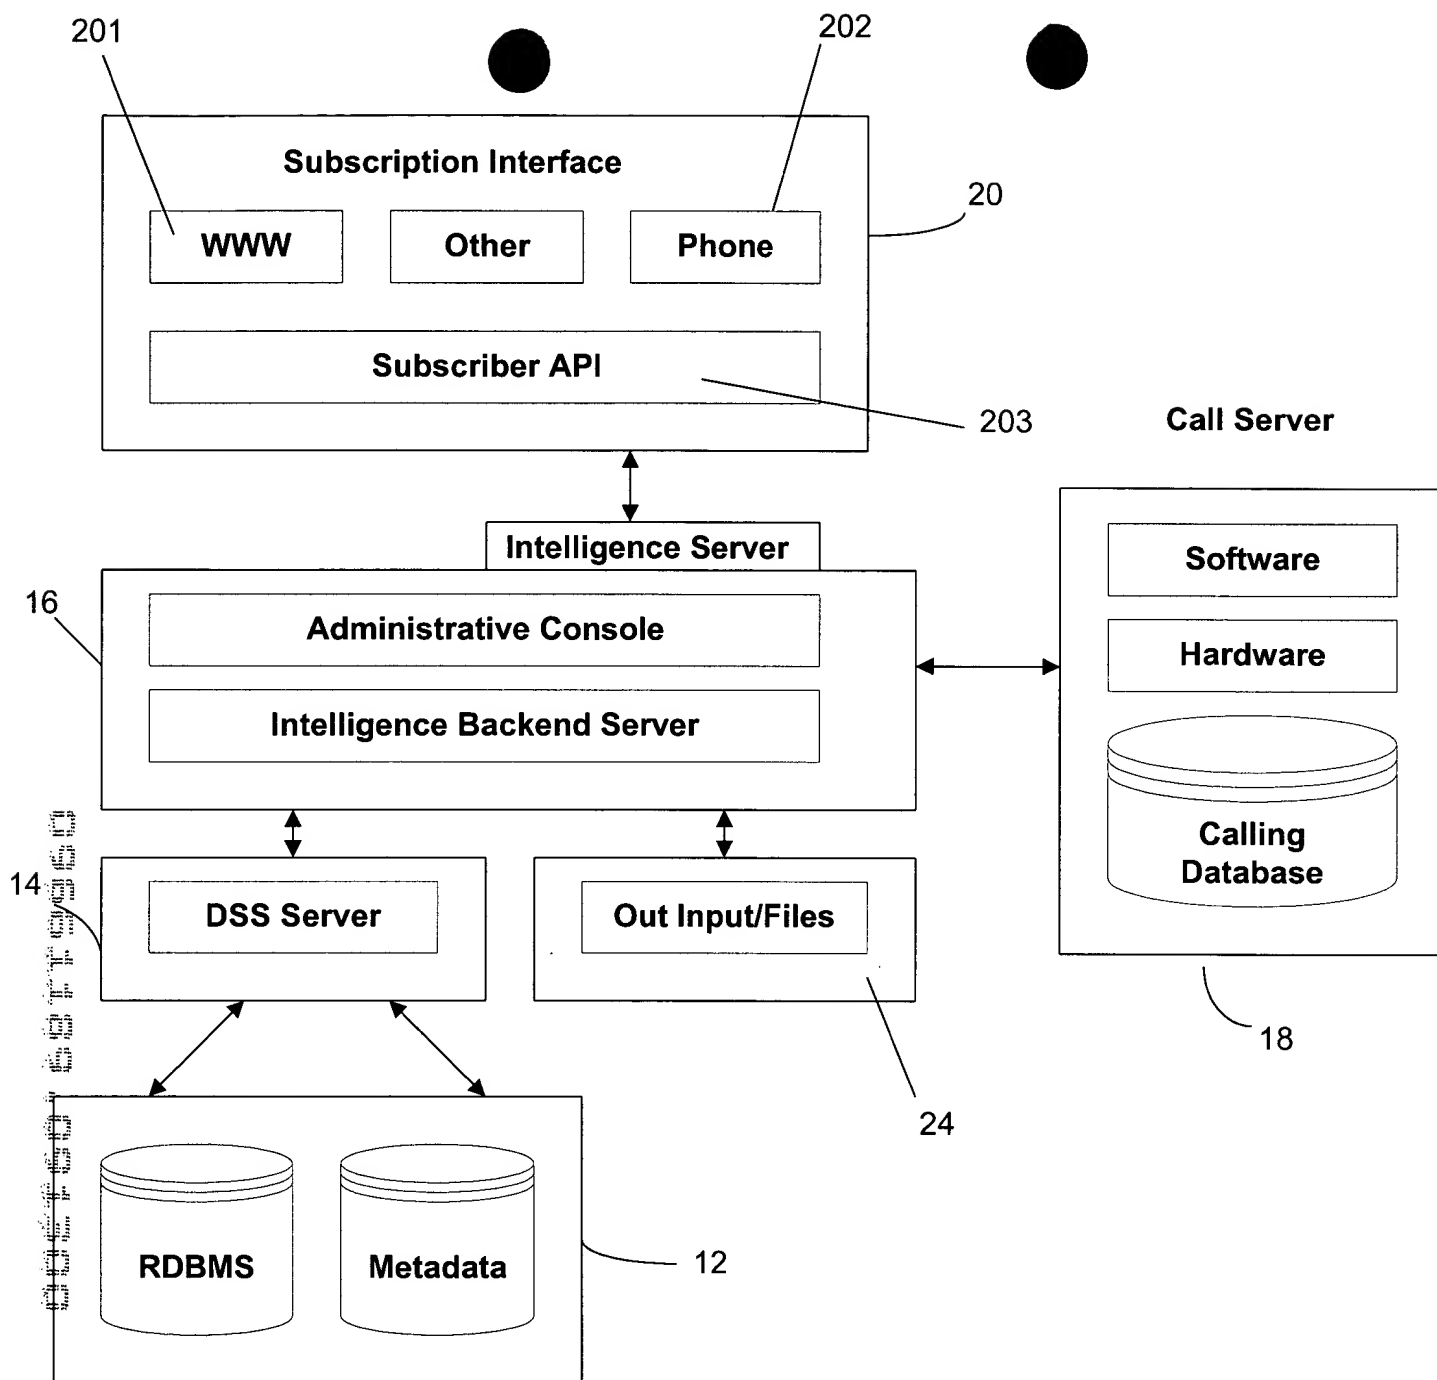 201
202
Subscription Interface
20
WWW
Other
Phone
Subscriber API
203
Call Server
Intelligence Server
Software
16
Administrative Console
Hardware
Intelligence Backend Server
Calling
Database
14
DSS Server
Out Input/Files
18
24
RDBMS
Metadata
12